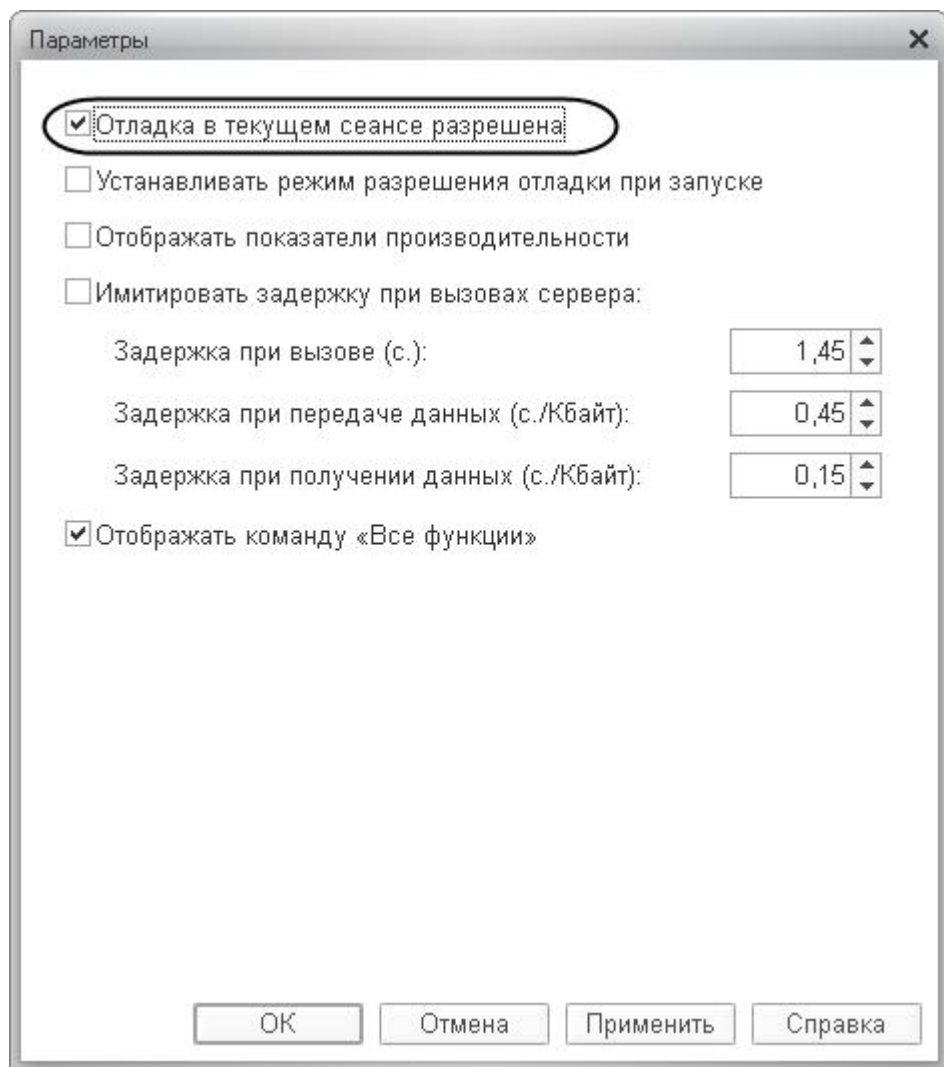 Параметры
Отладка в текущем сеансе разрешена
Устанавливать режим разрешения отладки при запуске
Отображать показатели производительности
Имитировать задержку при вызовах сервера:
Задержка при вызове (с.): 1,45
Задержка при передаче данных (с./Кбайт): 0,45
Задержка при получении данных (с./Кбайт): 0,15
Отображать команду «Все функции»
ОК Отмена Применить Справка